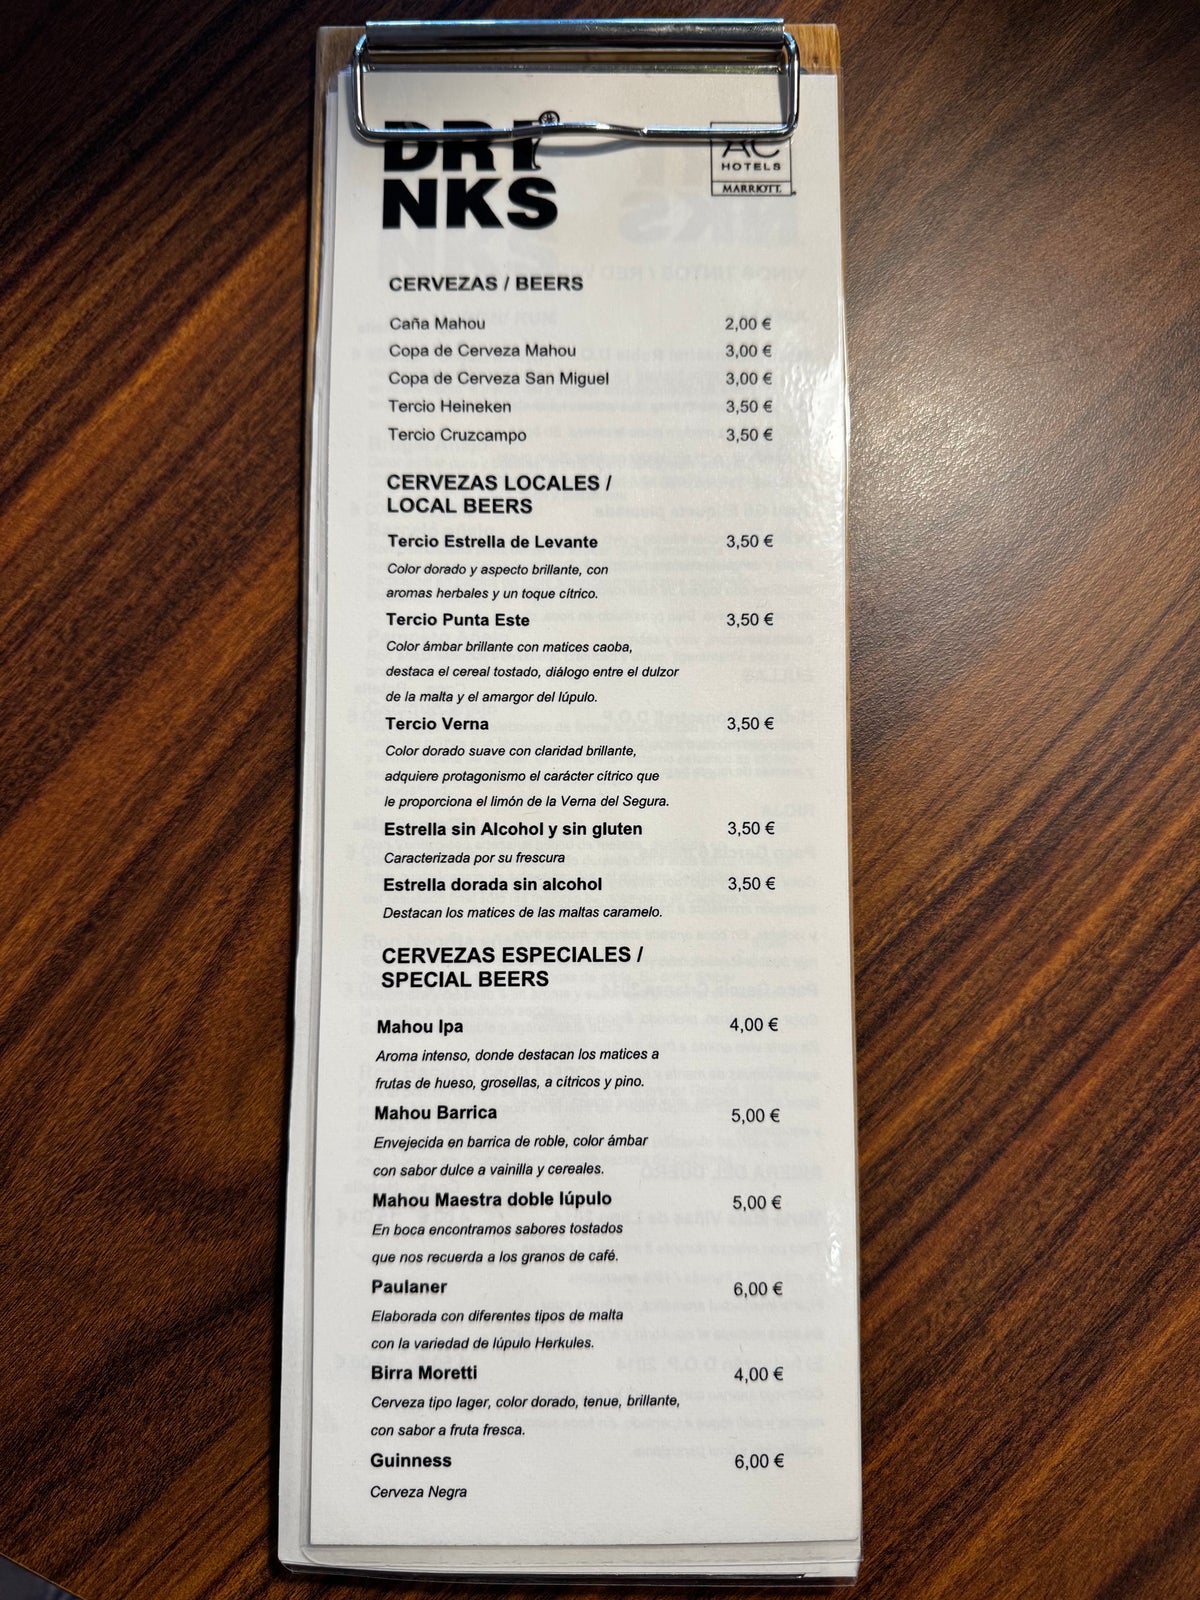 DRI
NKS
AC
HOTELS
MARRIOTT
CERVEZAS / BEERS
Caña Mahou 2,00 €
Copa de Cerveza Mahou 3,00 €
Copa de Cerveza San Miguel 3,00 €
Tercio Heineken 3,50 €
Tercio Cruzcampo 3,50 €
CERVEZAS LOCALES /
LOCAL BEERS
Tercio Estrella de Levante 3,50 €
Color dorado y aspecto brillante, con
aromas herbales y un toque cítrico.
Tercio Punta Este 3,50 €
Color ámbar brillante con matices caoba,
destaca el cereal tostado, diálogo entre el dulzor
de la malta y el amargor del lúpulo.
Tercio Verna 3,50 €
Color dorado suave con claridad brillante,
adquiere protagonismo el carácter cítrico que
le proporciona el limón de la Verna del Segura.
Estrella sin Alcohol y sin gluten 3,50 €
Caracterizada por su frescura
Estrella dorada sin alcohol 3,50 €
Destacan los matices de las maltas caramelo.
CERVEZAS ESPECIALES /
SPECIAL BEERS
Mahou Ipa 4,00 €
Aroma intenso, donde destacan los matices a
frutas de hueso, grosellas, a cítricos y pino.
Mahou Barrica 5,00 €
Envejecida en barrica de roble, color ámbar
con sabor dulce a vainilla y cereales.
Mahou Maestra doble lúpulo 5,00 €
En boca encontramos sabores tostados
que nos recuerda a los granos de café.
Paulaner 6,00 €
Elaborada con diferentes tipos de malta
con la variedad de lúpulo Herkules.
Birra Moretti 4,00 €
Cerveza tipo lager, color dorado, tenue, brillante,
con sabor a fruta fresca.
Guinness 6,00 €
Cerveza Negra